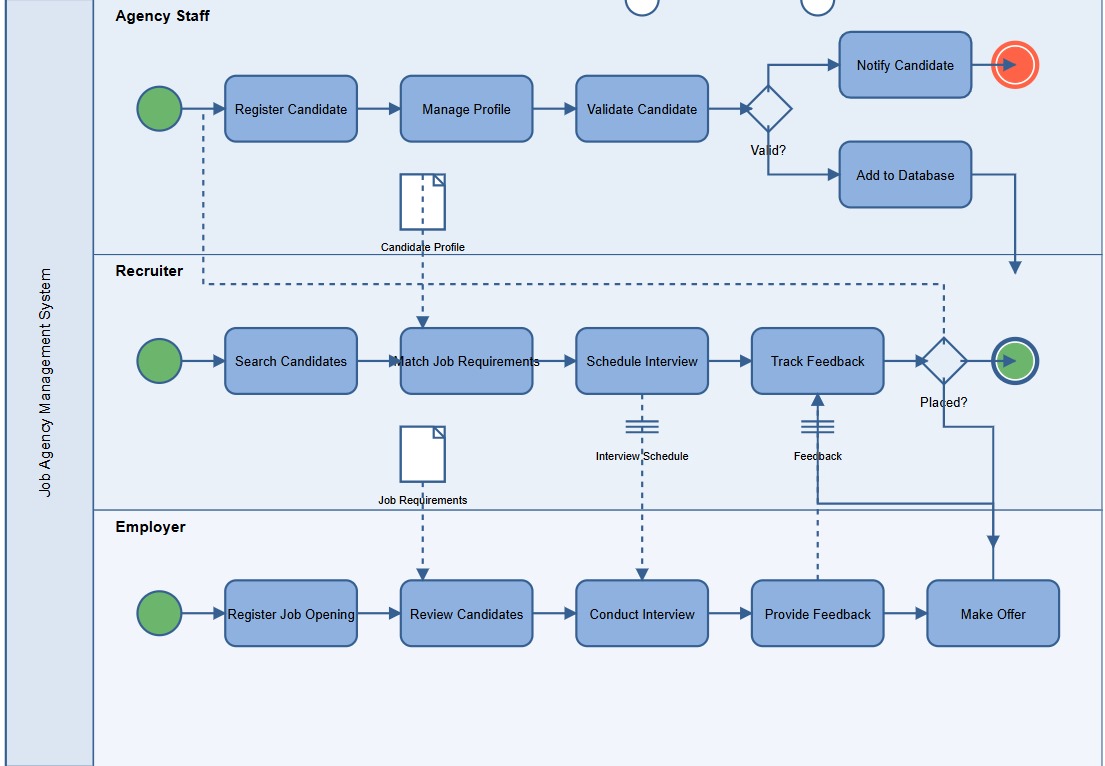 Job Agency Management System
Agency Staff
Register Candidate
Manage Profile
Validate Candidate
Valid?
Notify Candidate
Add to Database
Candidate Profile
Recruiter
Search Candidates
Match Job Requirements
Schedule Interview
Track Feedback
Placed?
Job Requirements
Interview Schedule
Feedback
Employer
Register Job Opening
Review Candidates
Conduct Interview
Provide Feedback
Make Offer